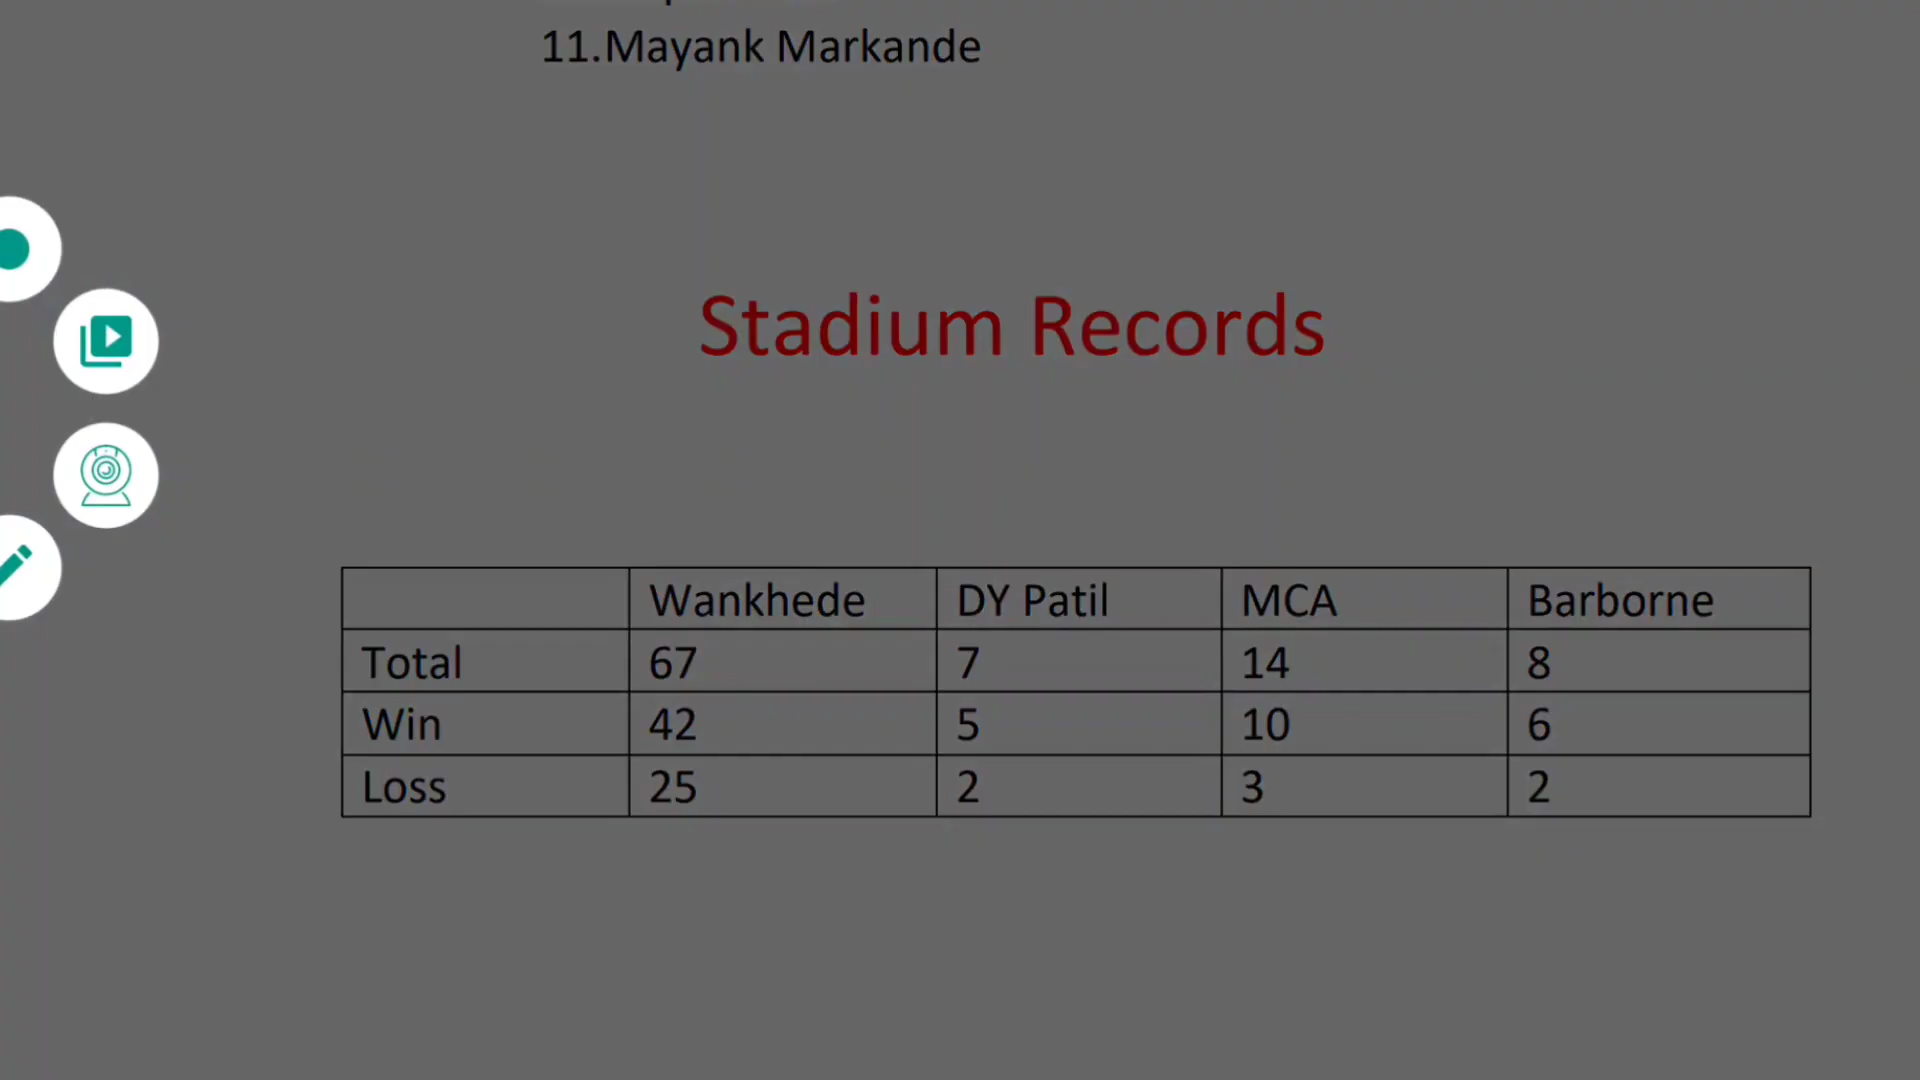 11.Mayank Markande
Stadium Records
Wankhede DY Patil MCA Barborne
Total 67 7 14 8
Win 42 5 10 6
Loss 25 2 3 2